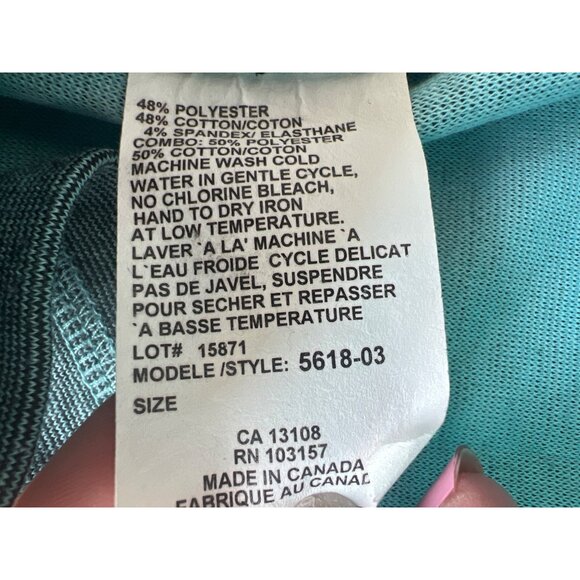 48% POLYESTER
48% COTTON/COTON
4% SPANDEX/ ELASTHANE
COMBO: 50% POLYESTER
50% COTTON/COTON
MACHINE WASH COLD
WATER IN GENTLE CYCLE,
NO CHLORINE BLEACH,
HAND TO DRY IRON
AT LOW TEMPERATURE.
LAVER `A LA' MACHINE `A
L`EAU FROIDE CYCLE DELICAT
PAS DE JAVEL, SUSPENDRE
POUR SECHER ET REPASSER
`A BASSE TEMPERATURE
LOT# 15871
MODELE /STYLE: 5618-03
SIZE
CA 13108
RN 103157
MADE IN CANADA
FABRIQUE AU CANAD